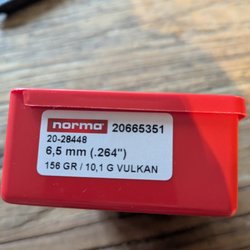 norma 20665351
20-28448
6,5 mm (.264")
156 GR / 10,1 G VULKAN